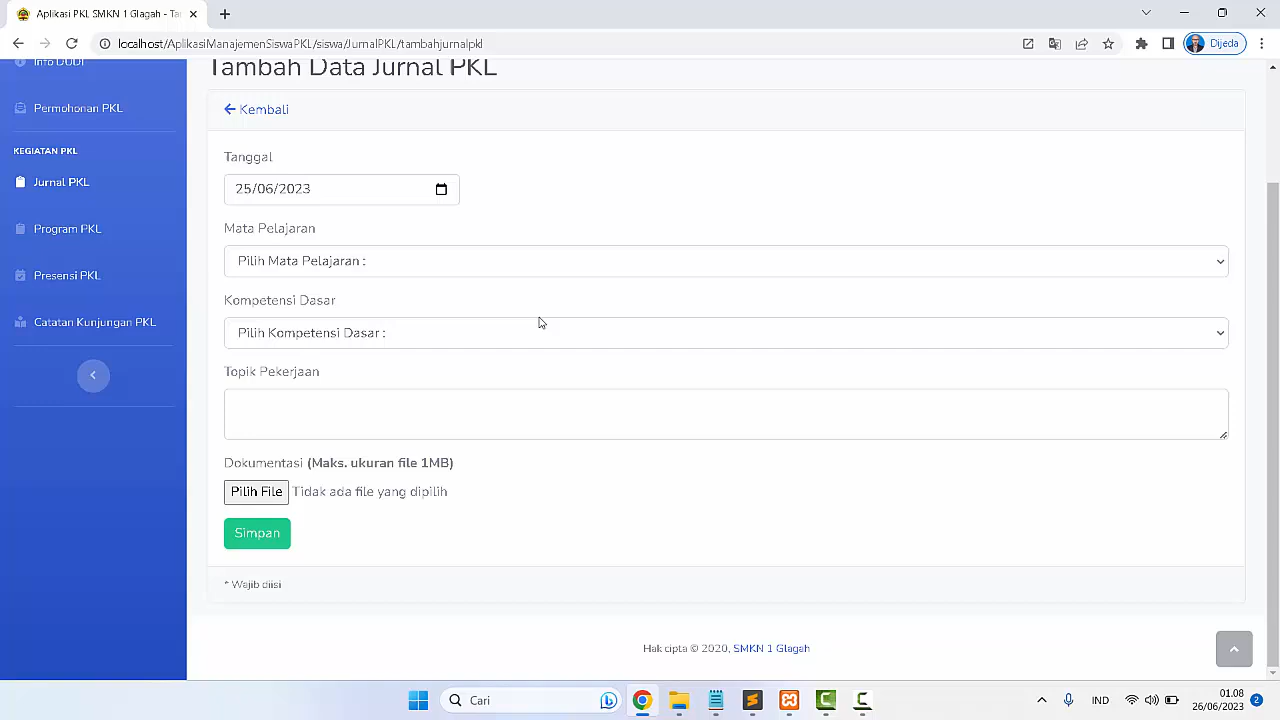 Aplikasi PKL SMKN 1 Glagah - Ta
localhost/AplikasiManajemenSiswaPKL/siswa/JurnalPKL/tambahjurnalpkl
Dijeda
Info DUDI
Permohonan PKL
KEGIATAN PKL
Jurnal PKL
Program PKL
Presensi PKL
Catatan Kunjungan PKL
Tambah Data Jurnal PKL
Kembali
Tanggal
25/06/2023
Mata Pelajaran
Pilih Mata Pelajaran :
Kompetensi Dasar
Pilih Kompetensi Dasar :
Topik Pekerjaan
Dokumentasi (Maks. ukuran file 1MB)
Pilih File Tidak ada file yang dipilih
Simpan
* Wajib diisi
Hak cipta © 2020, SMKN 1 Glagah
Cari
IND
01.08
26/06/2023
2